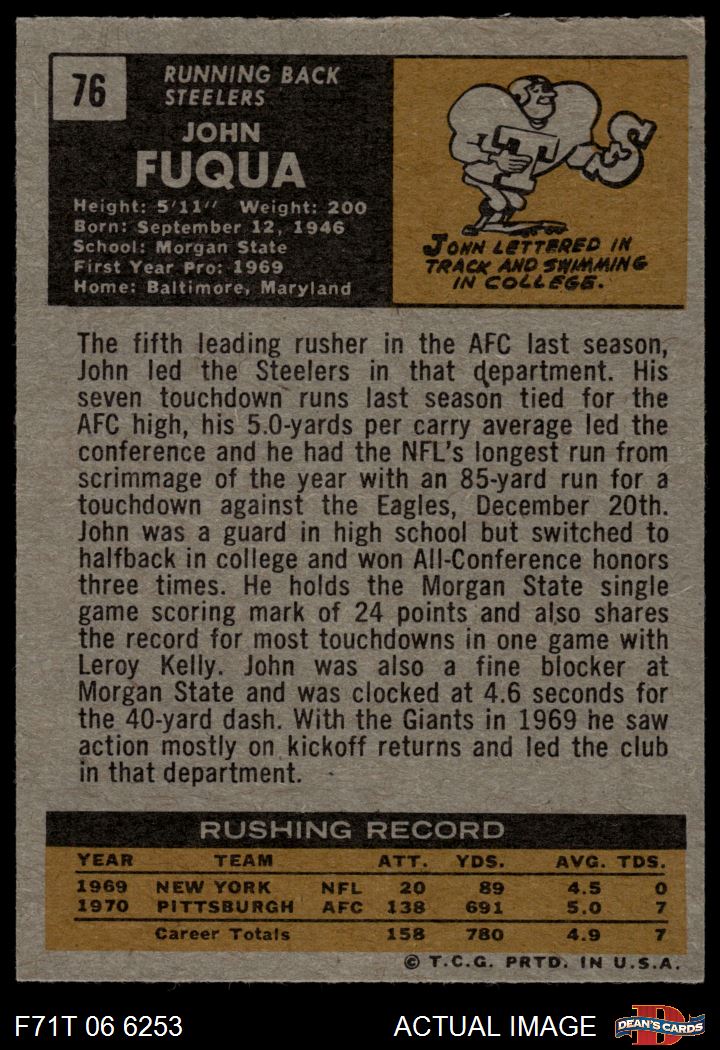 76
RUNNING BACK
STEELERS
JOHN
FUQUA
Height: 5'11" Weight: 200
Born: September 12, 1946
School: Morgan State
First Year Pro: 1969
Home: Baltimore, Maryland
T S
JOHN LETTERED IN
TRACK AND SWIMMING
IN COLLEGE.
The fifth leading rusher in the AFC last season,
John led the Steelers in that department. His
seven touchdown runs last season tied for the
AFC high, his 5.0-yards per carry average led the
conference and he had the NFL's longest run from
scrimmage of the year with an 85-yard run for a
touchdown against the Eagles, December 20th.
John was a guard in high school but switched to
halfback in college and won All-Conference honors
three times. He holds the Morgan State single
game scoring mark of 24 points and also shares
the record for most touchdowns in one game with
Leroy Kelly. John was also a fine blocker at
Morgan State and was clocked at 4.6 seconds for
the 40-yard dash. With the Giants in 1969 he saw
action mostly on kickoff returns and led the club
in that department.
RUSHING RECORD
YEAR TEAM ATT. YDS. AVG. TDS.
1969 NEW YORK NFL 20 89 4.5 0
1970 PITTSBURGH AFC 138 691 5.0 7
Career Totals 158 780 4.9 7
© T.C.G. PRTD. IN U.S.A.
F71T 06 6253 ACTUAL IMAGE D DEAN'S CARDS